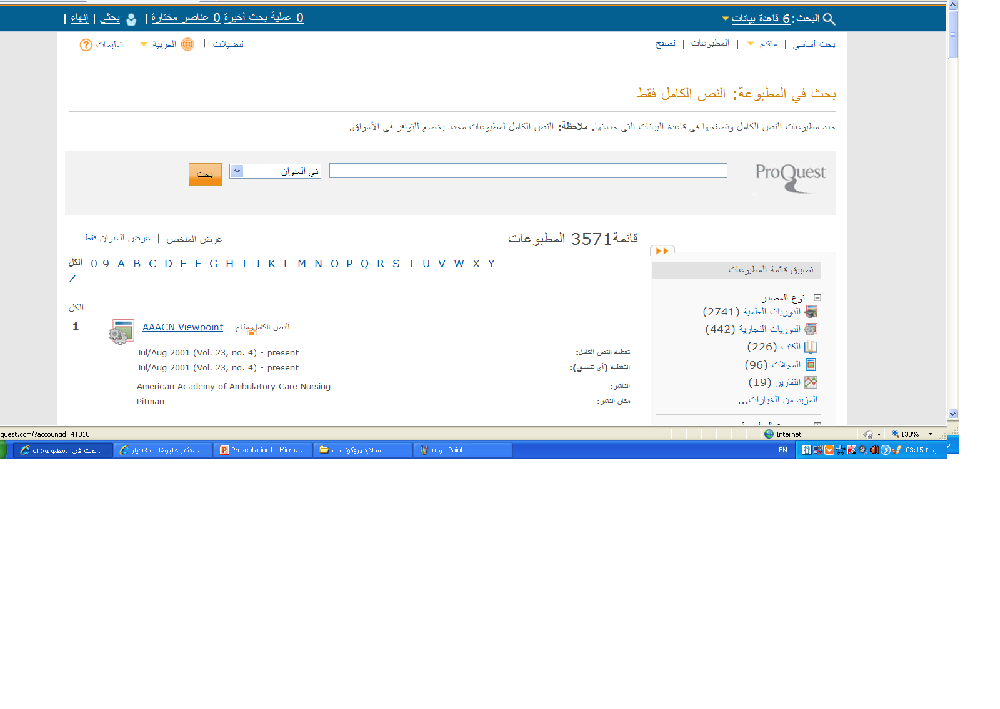 البحث: 6 قاعدة بيانات
0 عملية بحث أخيرة 0 عناصر مختارة | بحثي | إنهاء |
بحث أساسي | متقدم | المطبوعات | تصفح
تفضيلات | العربية | تعليمات
بحث في المطبوعة: النص الكامل فقط
حدد مطبوعات النص الكامل وتصفحها في قاعدة البيانات التي حددتها. ملاحظة: النص الكامل لمطبوعات محدد يخضع للتوافر في الأسواق.
ProQuest
في العنوان
بحث
قائمة3571 المطبوعات
عرض الملخص | عرض العنوان فقط
الكل 0-9 A B C D E F G H I J K L M N O P Q R S T U V W X Y
Z
تضييق قائمة المطبوعات
نوع المصدر
الدوريات العلمية (2741)
الدوريات التجارية (442)
الكتب (226)
المجلات (96)
التقارير (19)
المزيد من الخيارات...
الكل
1 AAACN Viewpoint النص الكامل متاح
تغطية النص الكامل: Jul/Aug 2001 (Vol. 23, no. 4) - present
التغطية (أي تنسيق): Jul/Aug 2001 (Vol. 23, no. 4) - present
الناشر: American Academy of Ambulatory Care Nursing
مكان النشر: Pitman
quest.com/?accountid=41310
Internet
130%
بحث في المطبوعة: ال...
دکتر علیرضا اسفندیار...
Presentation1 - Micro...
اسلاید پروکوئست
زبان - Paint
EN
03:15 ب.ظ